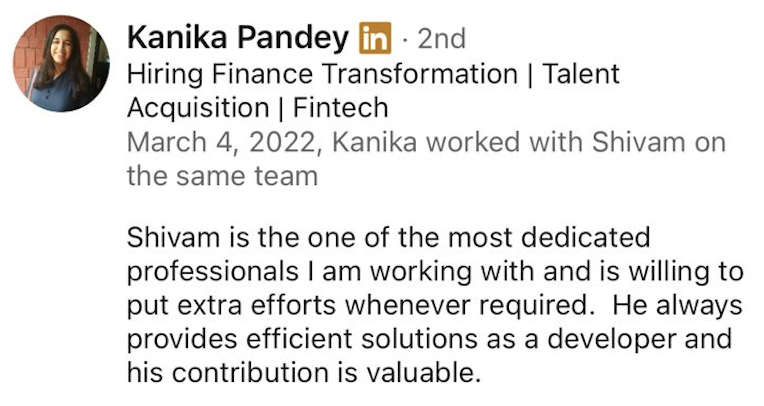 Kanika Pandey in · 2nd
Hiring Finance Transformation | Talent
Acquisition | Fintech
March 4, 2022, Kanika worked with Shivam on
the same team
Shivam is the one of the most dedicated
professionals I am working with and is willing to
put extra efforts whenever required.  He always
provides efficient solutions as a developer and
his contribution is valuable.